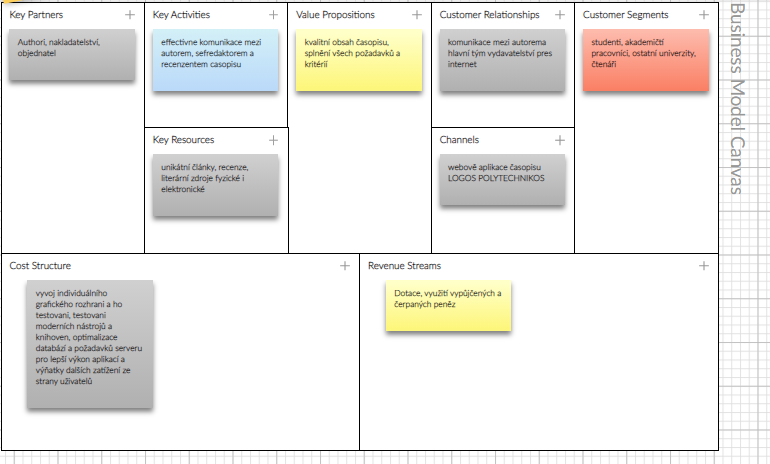 Key Partners
Authoři, nakladatelství,
objednatel
Key Activities
effectivne komunikace mezi
autorem, sefredaktorem a
recenzentem casopisu
Value Propositions
kvalitní obsah časopisu,
splnění všech požadavků a
kritérií
Customer Relationships
komunikace mezi autorema
hlavní tým vydavatelství pres
internet
Customer Segments
studenti, akademičtí
pracovníci, ostatní univerzity,
čtenáři
Key Resources
unikátní články, recenze,
literární zdroje fyzické i
elektronické
Channels
webově aplikace časopisu
LOGOS POLYTECHNIKOS
Cost Structure
vyvoj individuálního
grafického rozhrani a ho
testovani, testovani
moderních nástrojů a
knihoven, optimalizace
databází a požadavků serveru
pro lepší výkon aplikací a
výňatky dalších zatížení ze
strany uživatelů
Revenue Streams
Dotace, využití vypůjčených a
čerpaných peněz
Business Model Canvas